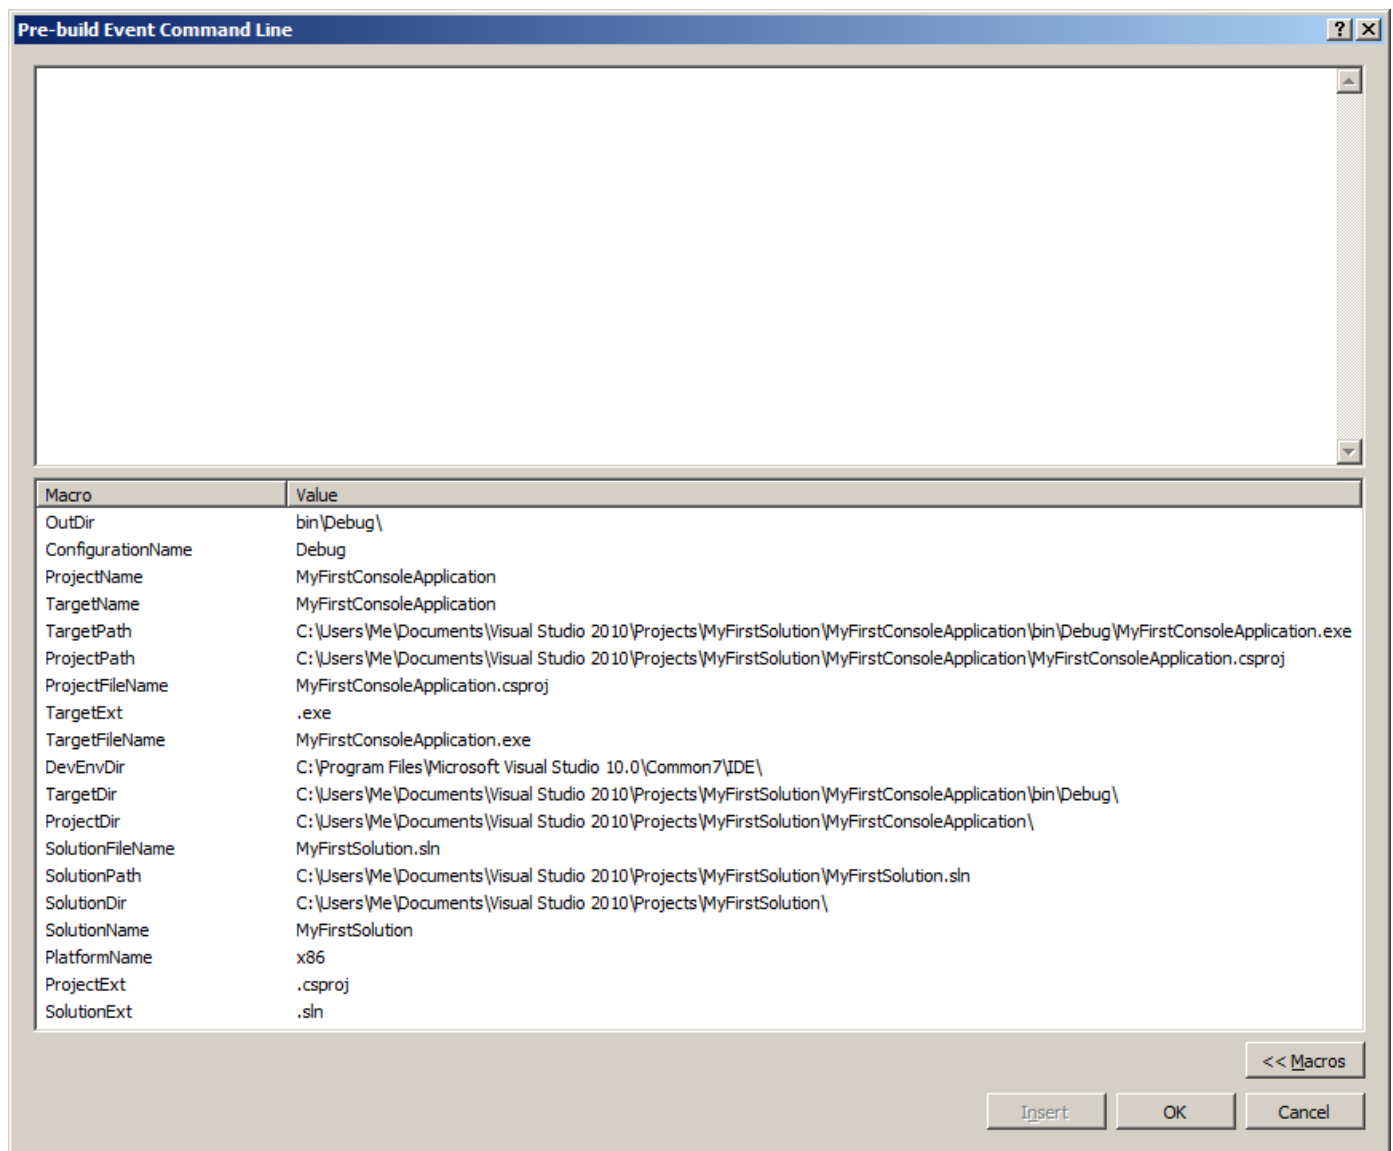 Pre-build Event Command Line
Macro Value
OutDir bin\Debug\
ConfigurationName Debug
ProjectName MyFirstConsoleApplication
TargetName MyFirstConsoleApplication
TargetPath C:\Users\Me\Documents\Visual Studio 2010\Projects\MyFirstSolution\MyFirstConsoleApplication\bin\Debug\MyFirstConsoleApplication.exe
ProjectPath C:\Users\Me\Documents\Visual Studio 2010\Projects\MyFirstSolution\MyFirstConsoleApplication\MyFirstConsoleApplication.csproj
ProjectFileName MyFirstConsoleApplication.csproj
TargetExt .exe
TargetFileName MyFirstConsoleApplication.exe
DevEnvDir C:\Program Files\Microsoft Visual Studio 10.0\Common7\IDE\
TargetDir C:\Users\Me\Documents\Visual Studio 2010\Projects\MyFirstSolution\MyFirstConsoleApplication\bin\Debug\
ProjectDir C:\Users\Me\Documents\Visual Studio 2010\Projects\MyFirstSolution\MyFirstConsoleApplication\
SolutionFileName MyFirstSolution.sln
SolutionPath C:\Users\Me\Documents\Visual Studio 2010\Projects\MyFirstSolution\MyFirstSolution.sln
SolutionDir C:\Users\Me\Documents\Visual Studio 2010\Projects\MyFirstSolution\
SolutionName MyFirstSolution
PlatformName x86
ProjectExt .csproj
SolutionExt .sln
<< Macros
Insert OK Cancel